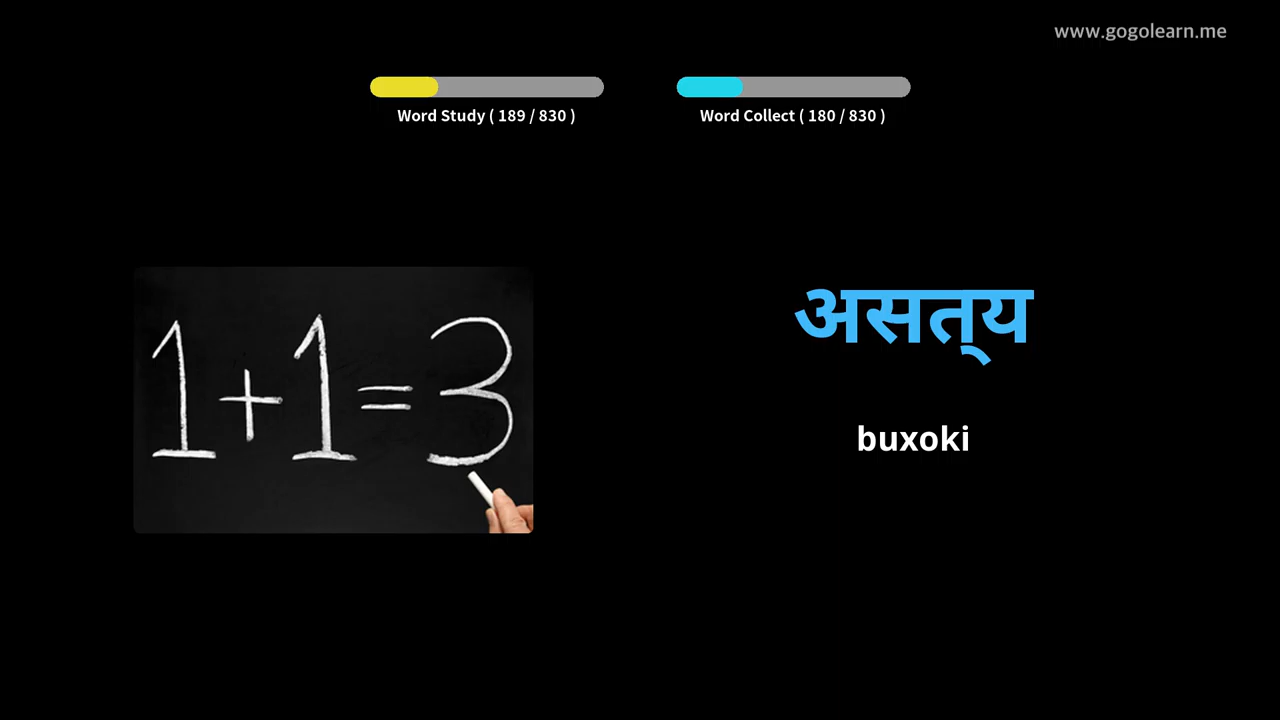 www.gogolearn.me
Word Study ( 189 / 830 )
Word Collect ( 180 / 830 )
1+1=3
असत्‌य
buxoki